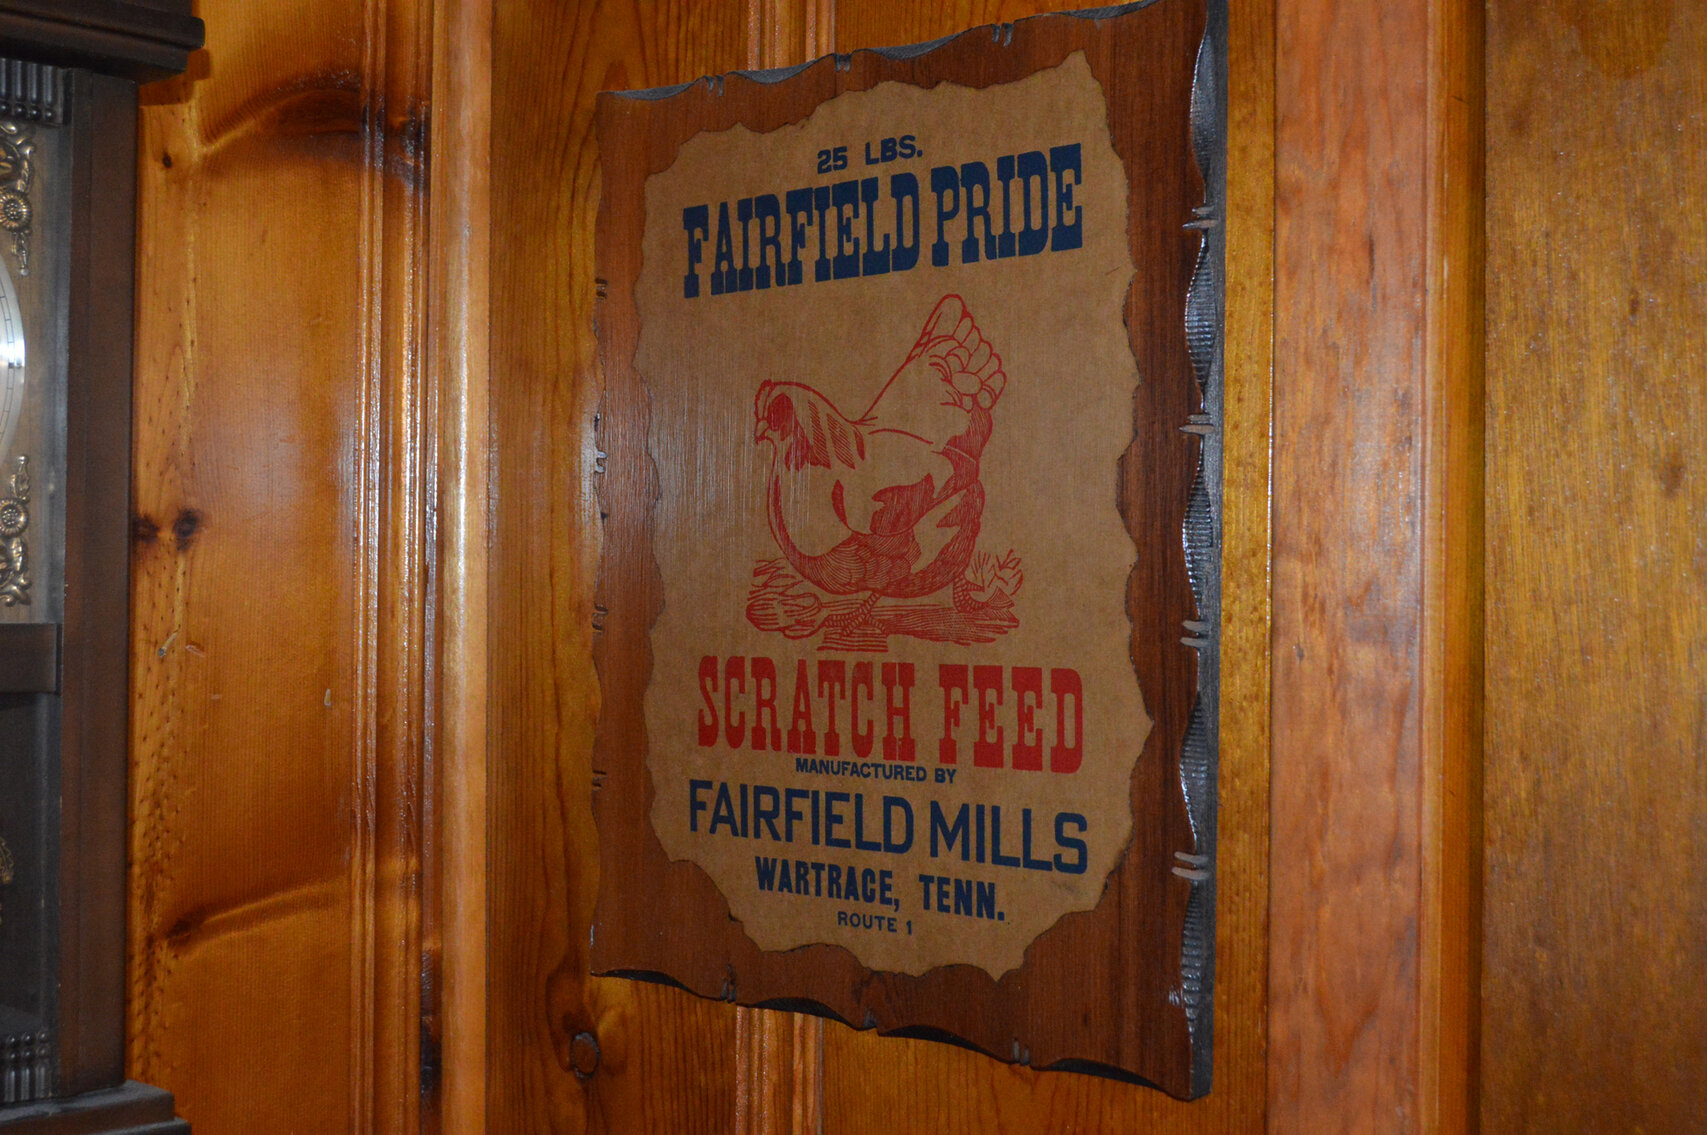 25 LBS.
FAIRFIELD PRIDE
SCRATCH FEED
MANUFACTURED BY
FAIRFIELD MILLS
WARTRACE, TENN.
ROUTE 1